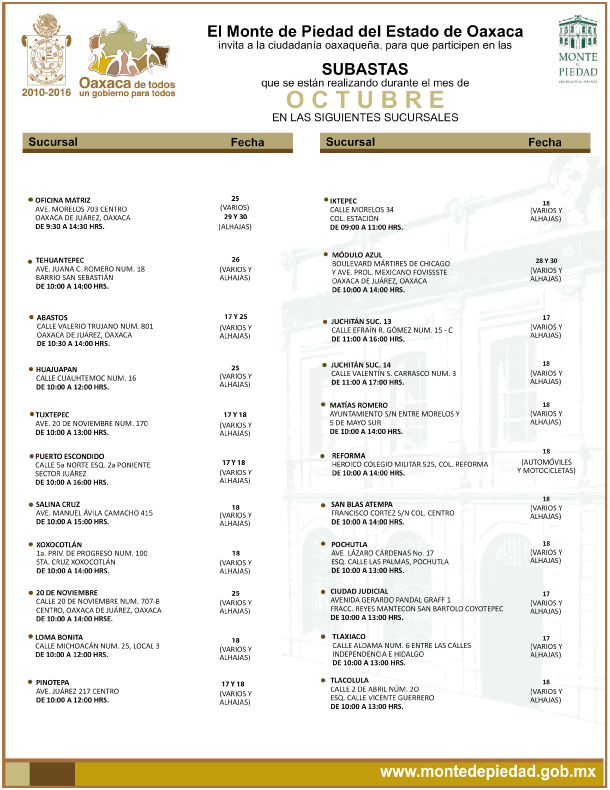 El Monte de Piedad del Estado de Oaxaca
invita a la ciudadanía oaxaqueña, para que participen en las
SUBASTAS
que se están realizando durante el mes de
OCTUBRE
EN LAS SIGUIENTES SUCURSALES
2010-2016
Oaxaca de todos
un gobierno para todos
MONTE
DE
PIEDAD
Sucursal Fecha
OFICINA MATRIZ
AVE. MORELOS 703 CENTRO
OAXACA DE JUÁREZ, OAXACA
DE 9:30 A 14:30 HRS.
25
(VARIOS)
29 Y 30
(ALHAJAS)
TEHUANTEPEC
AVE. JUANA C. ROMERO NUM. 18
BARRIO SAN SEBASTIÁN
DE 10:00 A 14:00 HRS.
26
(VARIOS Y
ALHAJAS)
ABASTOS
CALLE VALERIO TRUJANO NUM. 801
OAXACA DE JUÁREZ, OAXACA
DE 10:30 A 14:00 HRS.
17 Y 25
(VARIOS Y
ALHAJAS)
HUAJUAPAN
CALLE CUAUHTEMOC NUM. 16
DE 10:00 A 12:00 HRS.
25
(VARIOS Y
ALHAJAS)
TUXTEPEC
AVE. 20 DE NOVIEMBRE NUM. 170
DE 10:00 A 13:00 HRS.
17 Y 18
(VARIOS Y
ALHAJAS)
PUERTO ESCONDIDO
CALLE 5a NORTE ESQ. 2a PONIENTE
SECTOR JUÁREZ
DE 10:00 A 16:00 HRS.
17 Y 18
(VARIOS Y
ALHAJAS)
SALINA CRUZ
AVE. MANUEL ÁVILA CAMACHO 415
DE 10:00 A 15:00 HRS.
18
(VARIOS Y
ALHAJAS)
XOXOCOTLÁN
1a. PRIV. DE PROGRESO NUM. 100
STA. CRUZ XOXOCOTLÁN
DE 10:00 A 14:00 HRS.
18
(VARIOS Y
ALHAJAS)
20 DE NOVIEMBRE
CALLE 20 DE NOVIEMBRE NUM. 707-B
CENTRO, OAXACA DE JUÁREZ, OAXACA
DE 10:00 A 14:00 HRSE.
25
(VARIOS Y
ALHAJAS)
LOMA BONITA
CALLE MICHOACÁN NUM. 25, LOCAL 3
DE 10:00 A 12:00 HRS.
18
(VARIOS Y
ALHAJAS)
PINOTEPA
AVE. JUÁREZ 217 CENTRO
DE 10:00 A 12:00 HRS.
17 Y 18
(VARIOS Y
ALHAJAS)
Sucursal Fecha
IXTEPEC
CALLE MORELOS 34
COL. ESTACIÓN
DE 09:00 A 11:00 HRS.
18
(VARIOS Y
ALHAJAS)
MÓDULO AZUL
BOULEVARD MÁRTIRES DE CHICAGO
Y AVE. PROL. MEXICANO FOVISSSTE
OAXACA DE JUÁREZ, OAXACA
DE 10:00 A 14:00 HRS.
28 Y 30
(VARIOS Y
ALHAJAS)
JUCHITÁN SUC. 13
CALLE EFRAÍN R. GÓMEZ NUM. 15 - C
DE 11:00 A 16:00 HRS.
17
(VARIOS Y
ALHAJAS)
JUCHITÁN SUC. 14
CALLE VALENTÍN S. CARRASCO NUM. 3
DE 11:00 A 17:00 HRS.
18
(VARIOS Y
ALHAJAS)
MATÍAS ROMERO
AYUNTAMIENTO S/N ENTRE MORELOS Y
5 DE MAYO SUR
DE 10:00 A 14:00 HRS.
18
(VARIOS Y
ALHAJAS)
REFORMA
HEROICO COLEGIO MILITAR 525, COL. REFORMA
DE 10:00 A 14:00 HRS.
18
(AUTOMÓVILES
Y MOTOCICLETAS)
SAN BLAS ATEMPA
FRANCISCO CORTEZ S/N COL. CENTRO
DE 10:00 A 14:00 HRS.
18
(VARIOS Y
ALHAJAS)
POCHUTLA
AVE. LÁZARO CÁRDENAS No. 17
ESQ. CALLE LAS PALMAS, POCHUTLA
DE 10:00 A 13:00 HRS.
18
(VARIOS Y
ALHAJAS)
CIUDAD JUDICIAL
AVENIDA GERARDO PANDAL GRAFF 1
FRACC. REYES MANTECON SAN BARTOLO COYOTEPEC
DE 10:00 A 13:00 HRS.
17
(VARIOS Y
ALHAJAS)
TLAXIACO
CALLE ALDAMA NUM. 6 ENTRE LAS CALLES
INDEPENDENCIA E HIDALGO
DE 10:00 A 13:00 HRS.
17
(VARIOS Y
ALHAJAS)
TLACOLULA
CALLE 2 DE ABRIL NÚM. 2O
ESQ. CALLE VICENTE GUERRERO
DE 10:00 A 13:00 HRS.
18
(VARIOS Y
ALHAJAS)
www.montedepiedad.gob.mx